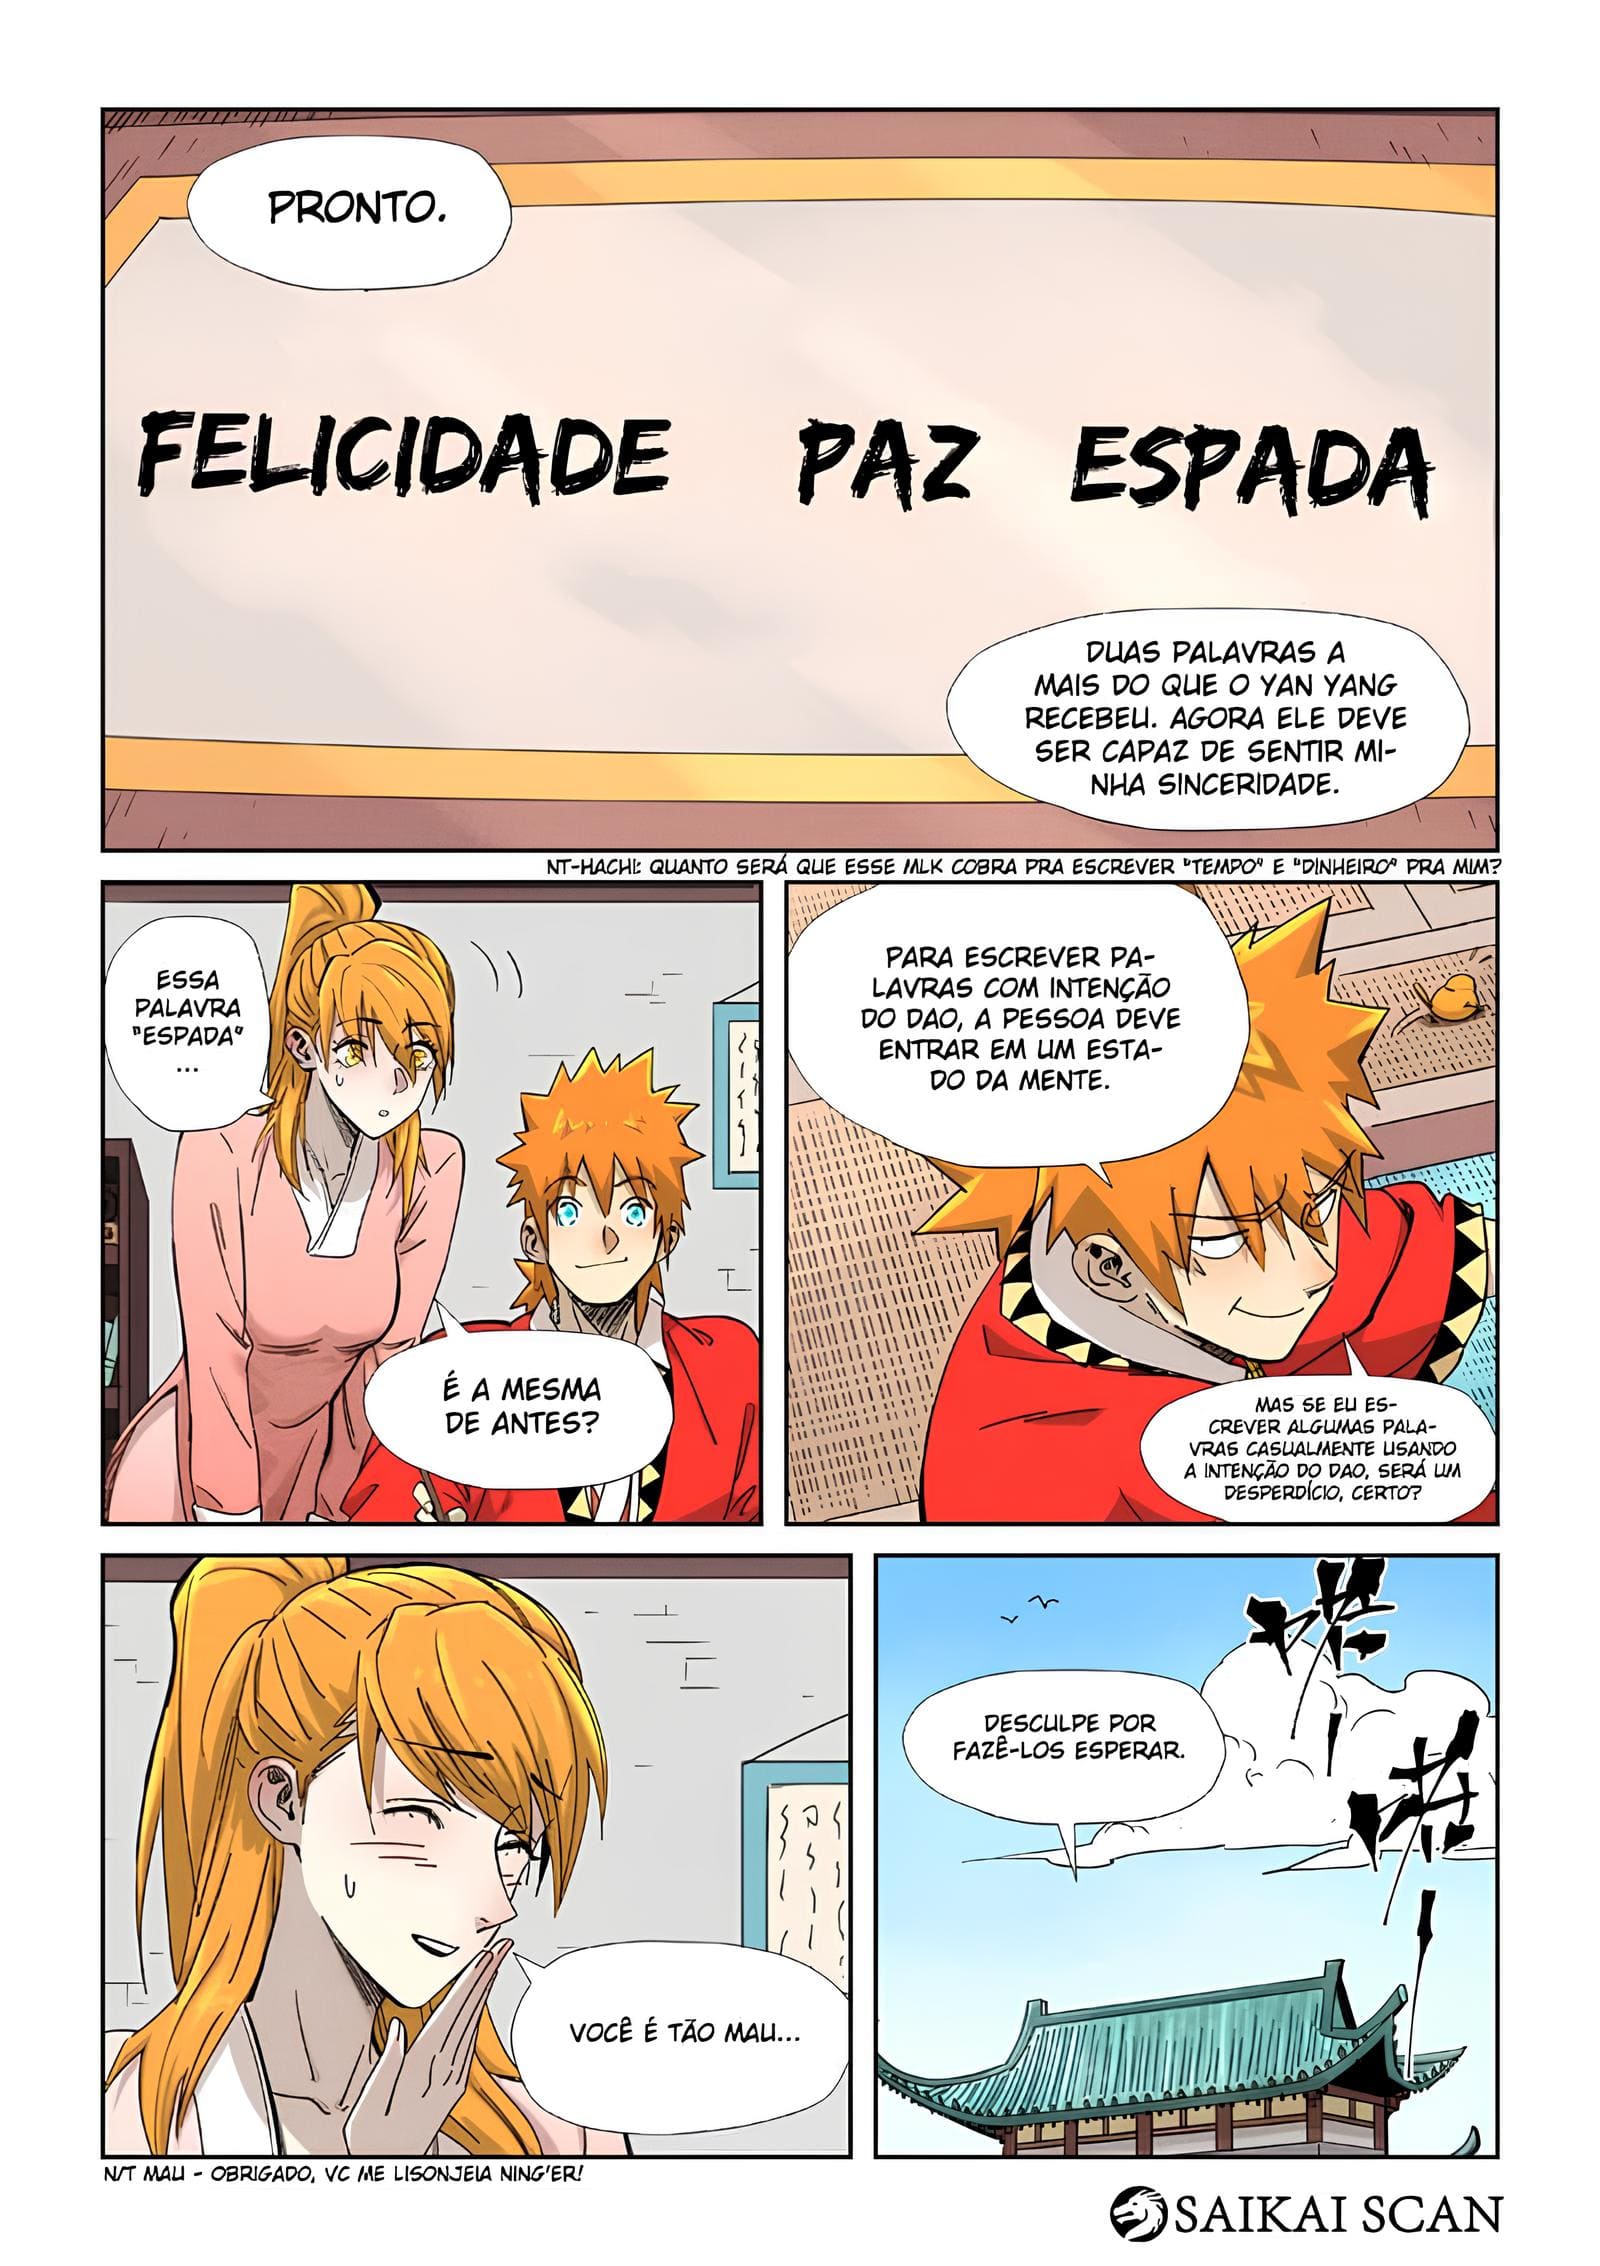 PRONTO.
FELICIDADE PAZ ESPADA
DUAS PALAVRAS A
MAIS DO QUE O YAN YANG
RECEBEU. AGORA ELE DEVE
SER CAPAZ DE SENTIR MI-
NHA SINCERIDADE.
NT-HACHI: QUANTO SERÁ QUE ESSE MLK COBRA PRA ESCREVER "TEMPO" E "DINHEIRO" PRA MIM?
ESSA
PALAVRA
"ESPADA"
...
É A MESMA
DE ANTES?
PARA ESCREVER PA-
LAVRAS COM INTENÇÃO
DO DAO, A PESSOA DEVE
ENTRAR EM UM ESTA-
DO DA MENTE.
MAS SE EU ES-
CREVER ALGUMAS PALA-
VRAS CASUALMENTE USANDO
A INTENÇÃO DO DAO, SERÁ UM
DESPERDÍCIO, CERTO?
VOCÊ É TÃO MAU...
DESCULPE POR
FAZÊ-LOS ESPERAR.
N/T MAU - OBRIGADO, VC ME LISONJEIA NING'ER!
SAIKAI SCAN